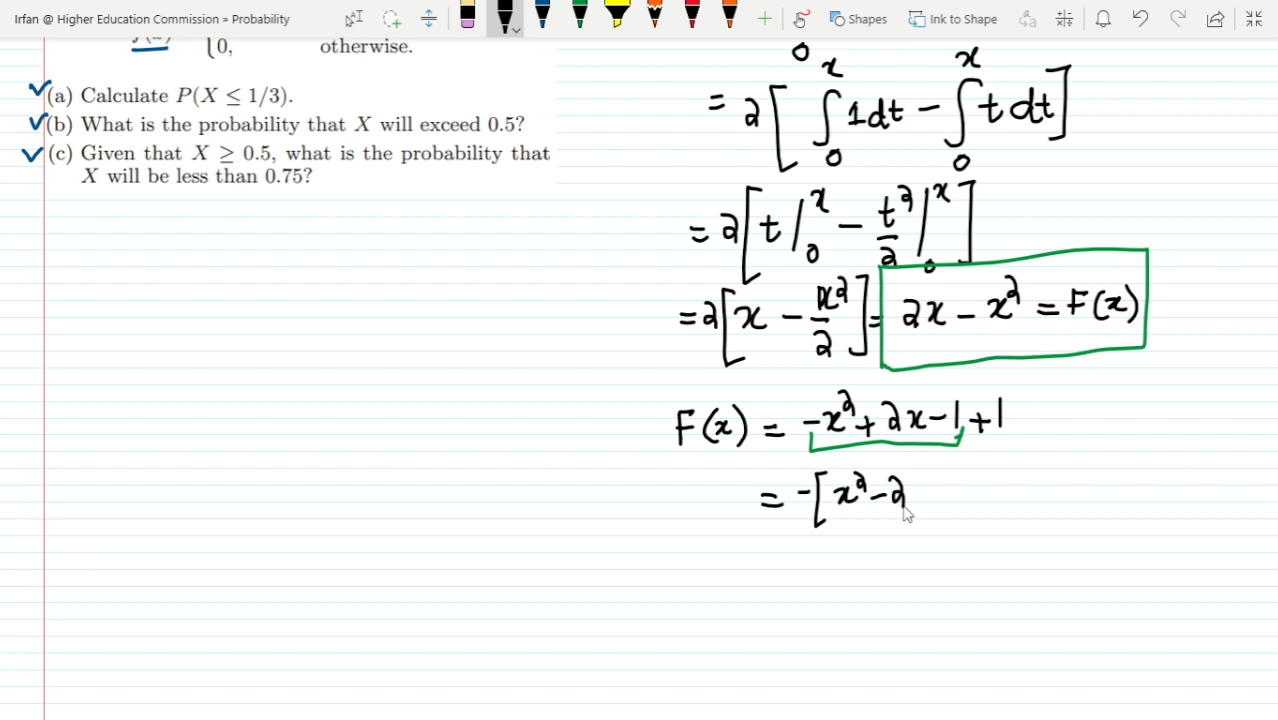 Irfan @ Higher Education Commission » Probability
Shapes
Ink to Shape
0, otherwise.
(a) Calculate P(X ≤ 1/3).
(b) What is the probability that X will exceed 0.5?
(c) Given that X ≥ 0.5, what is the probability that
X will be less than 0.75?
0
= 2[∫₀ˣ 1dt − ∫₀ˣ t dt]
= 2[t|₀ˣ − t²/2|₀ˣ]
= 2[x − x²/2] = 2x − x² = F(x)
F(x) = -x² + 2x − 1 + 1
= -[x² − 2